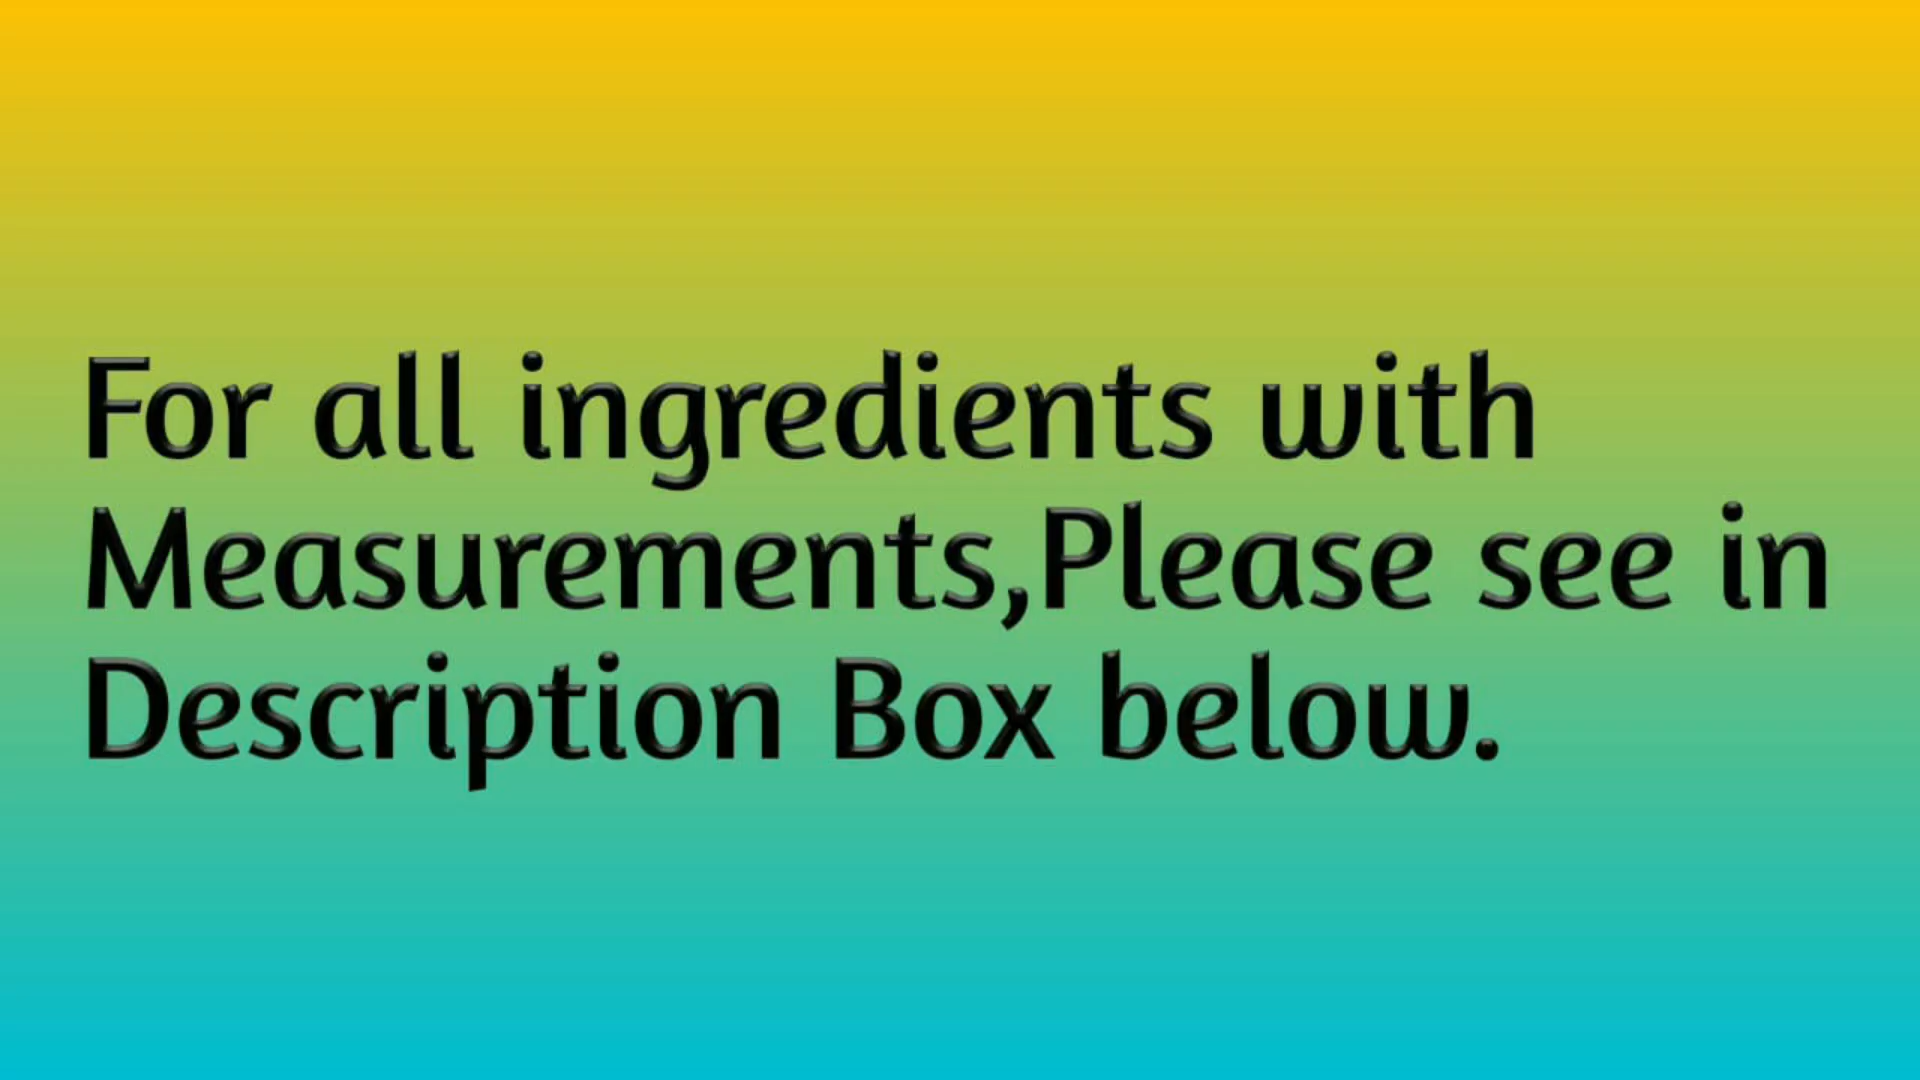 For all ingredients with
Measurements,Please see in
Description Box below.